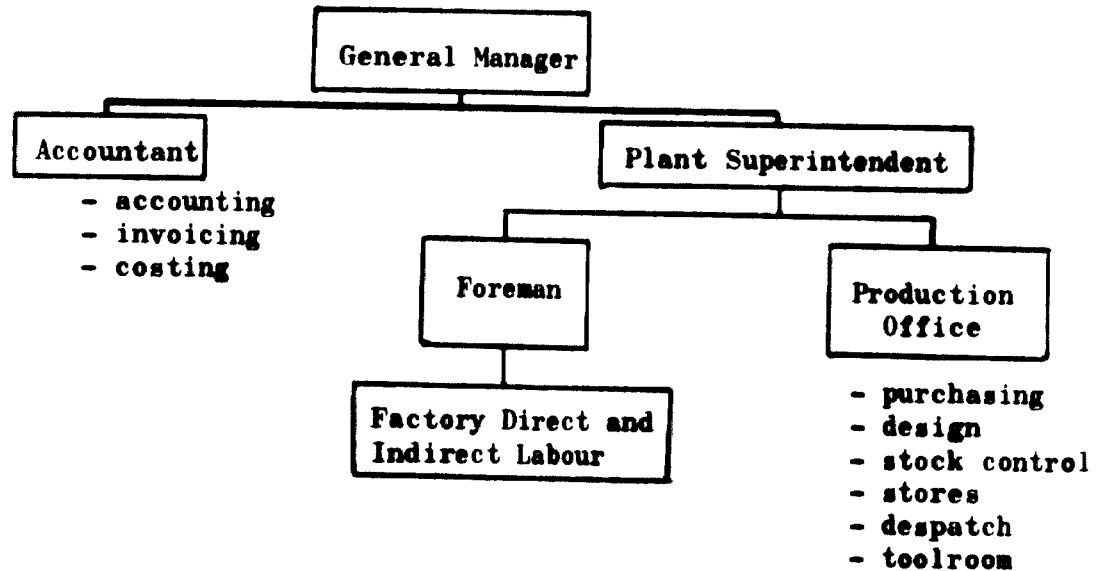 General Manager
Accountant
- accounting
- invoicing
- costing
Plant Superintendent
Foreman
Factory Direct and
Indirect Labour
Production
Office
- purchasing
- design
- stock control
- stores
- despatch
- toolroom